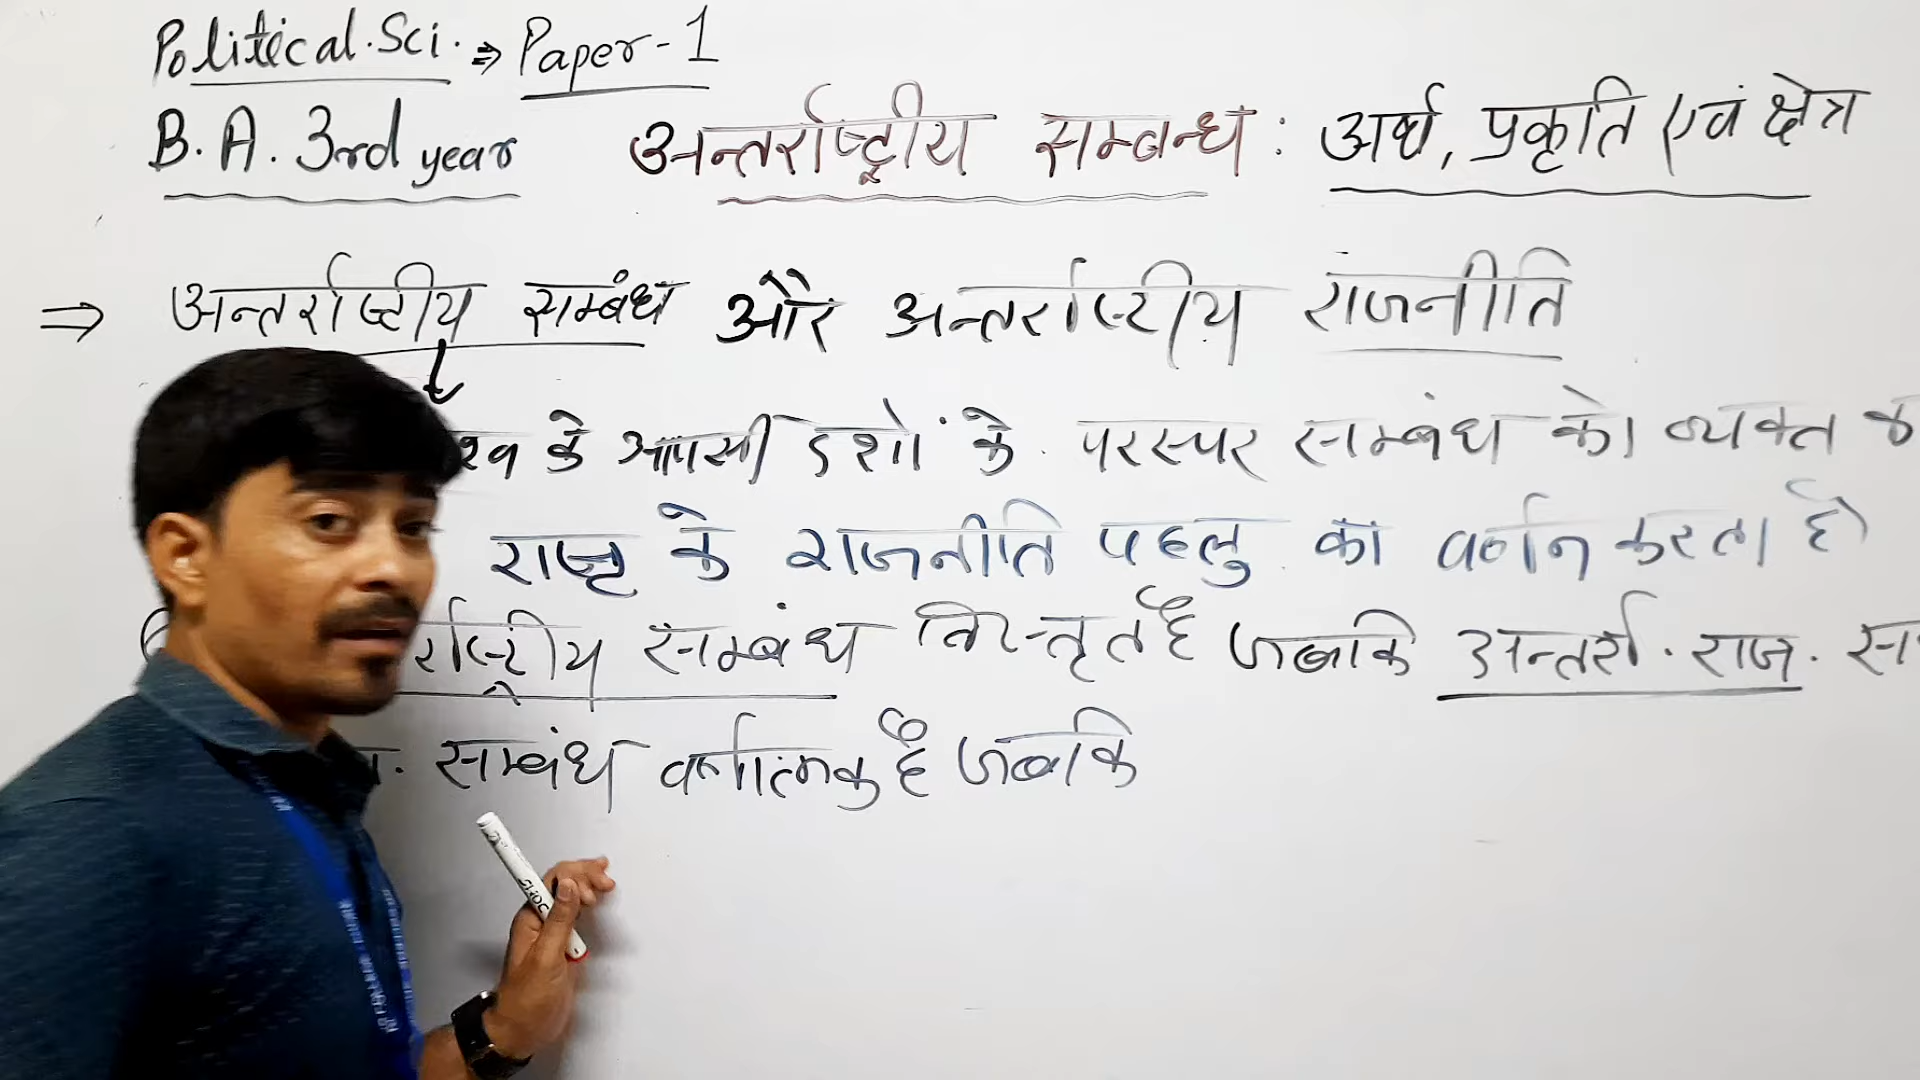 Political.Sci. ⇒ Paper-1
B.A. 3rd year अन्तर्राष्ट्रीय सम्बन्ध : अर्थ, प्रकृति एवं क्षेत्र
⇒ अन्तर्राष्टीय सम्बंध और अन्तर्राष्टीय राजनीति
के आपसी देशों के परस्पर सम्बंध को व्यक्त
राष्ट्र के राजनीति पहलु का वर्णन करता है।
सम्बंध विस्तृत है जबकि अन्तर्रा. राज.
सम्बंध वर्णात्मक है जबकि